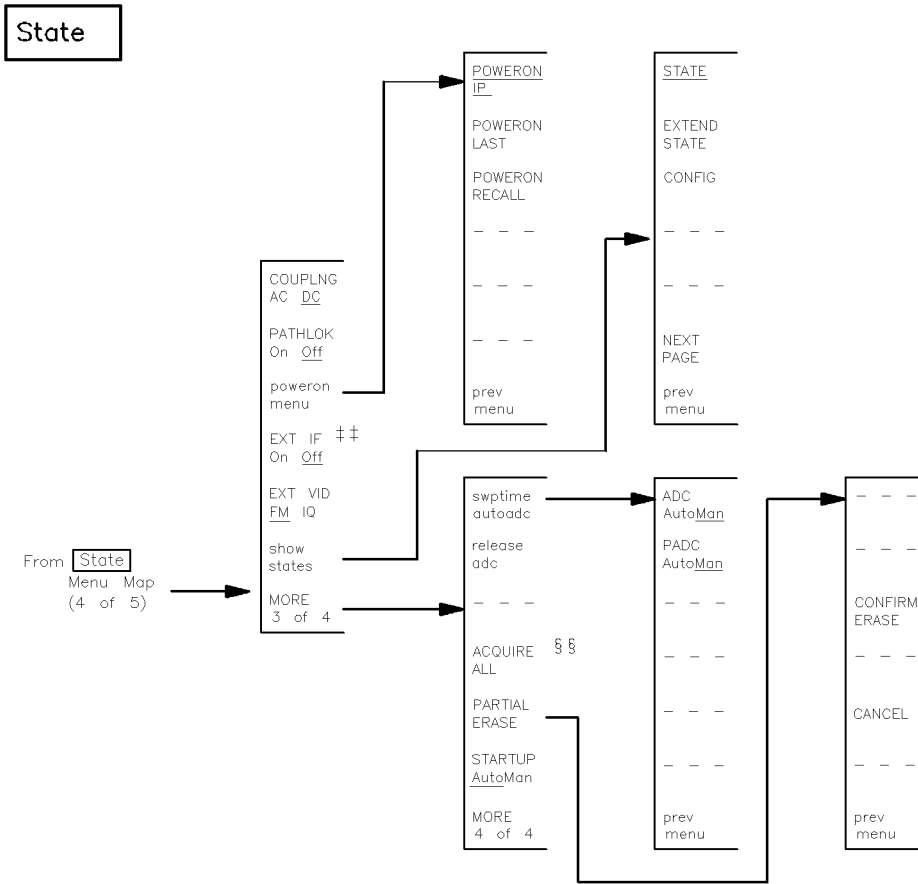 State
From State
Menu Map
(4 of 5)
COUPLNG
AC DC
PATHLOK
On Off
poweron
menu
EXT IF ‡‡
On Off
EXT VID
FM IQ
show
states
MORE
3 of 4
POWERON
IP
POWERON
LAST
POWERON
RECALL
- - -
- - -
- - -
prev
menu
STATE
EXTEND
STATE
CONFIG
- - -
- - -
NEXT
PAGE
prev
menu
swptime
autoadc
release
adc
- - -
ACQUIRE §§
ALL
PARTIAL
ERASE
STARTUP
AutoMan
MORE
4 of 4
ADC
AutoMan
PADC
AutoMan
- - -
- - -
- - -
- - -
prev
menu
- - -
- - -
CONFIRM
ERASE
- - -
CANCEL
- - -
prev
menu